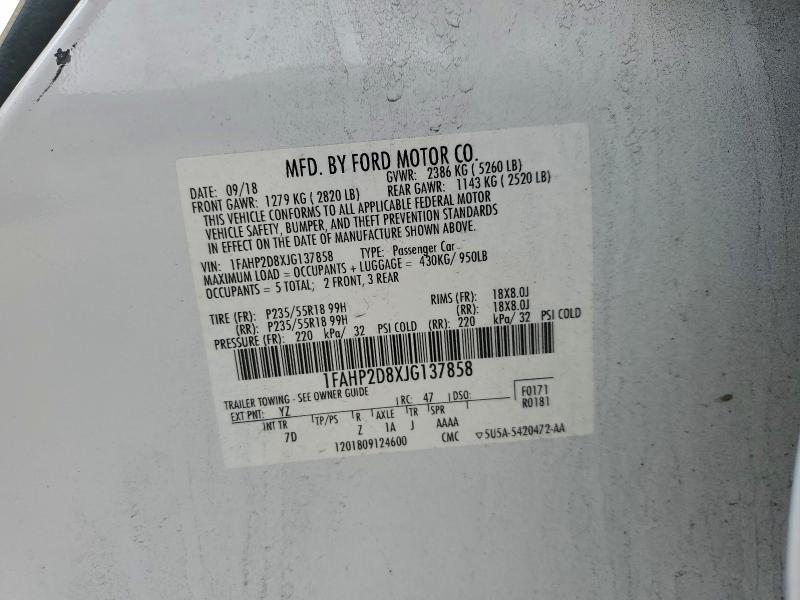 MFD. BY FORD MOTOR CO.
DATE: 09/18 GVWR: 2386 KG ( 5260 LB)
FRONT GAWR: 1279 KG ( 2820 LB) REAR GAWR: 1143 KG ( 2520 LB)
THIS VEHICLE CONFORMS TO ALL APPLICABLE FEDERAL MOTOR
VEHICLE SAFETY, BUMPER, AND THEFT PREVENTION STANDARDS
IN EFFECT ON THE DATE OF MANUFACTURE SHOWN ABOVE.
VIN: 1FAHP2D8XJG137858 TYPE: Passenger Car
MAXIMUM LOAD = OCCUPANTS + LUGGAGE = 430KG/ 950LB
OCCUPANTS = 5 TOTAL; 2 FRONT, 3 REAR
TIRE (FR): P235/55R18 99H RIMS (FR): 18X8.0J
(RR): P235/55R18 99H (RR): 18X8.0J
PRESSURE (FR): 220 kPa/ 32 PSI COLD (RR): 220 kPa/ 32 PSI COLD
1FAHP2D8XJG137858
TRAILER TOWING - SEE OWNER GUIDE
EXT PNT: YZ RC: 47 DSO: F0171
R0181
INT TR TP/PS R AXLE TR SPR
7D Z 1A J AAAA
1201809124600 CMC ▽5U5A-5420472-AA